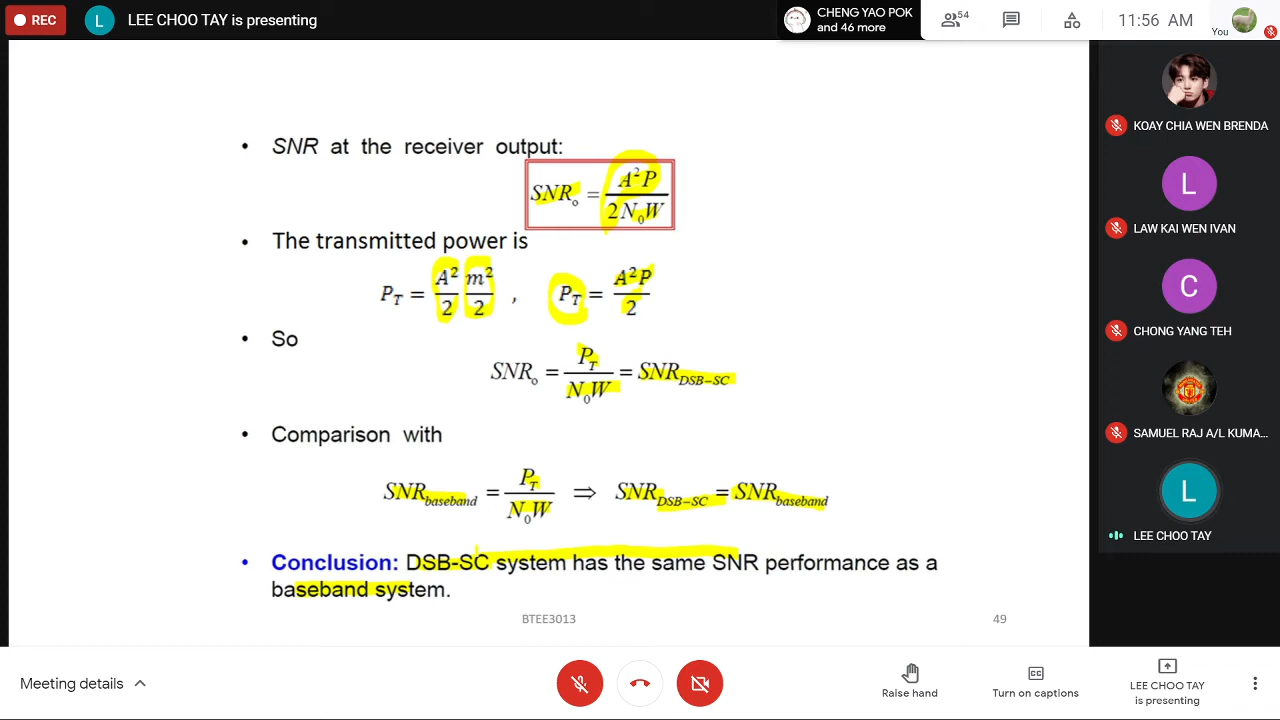 REC
L
LEE CHOO TAY is presenting
CHENG YAO POK
and 46 more
54
11:56 AM
You
• SNR at the receiver output:
SNRₒ = A²P / 2N₀W
• The transmitted power is
P_T = A²/2 m²/2 , P_T = A²P/2
• So
SNRₒ = P_T / N₀W = SNR_DSB–SC
• Comparison with
SNR_baseband = P_T / N₀W ⇒ SNR_DSB–SC = SNR_baseband
• Conclusion: DSB-SC system has the same SNR performance as a
baseband system.
BTEE3013
49
KOAY CHIA WEN BRENDA
L
LAW KAI WEN IVAN
C
CHONG YANG TEH
SAMUEL RAJ A/L KUMA...
L
LEE CHOO TAY
Meeting details
Raise hand
CC
Turn on captions
LEE CHOO TAY
is presenting